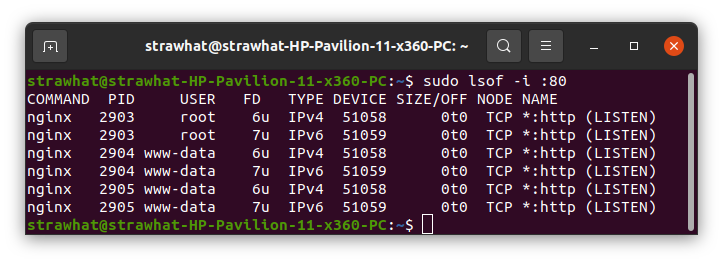 strawhat@strawhat-HP-Pavilion-11-x360-PC: ~
strawhat@strawhat-HP-Pavilion-11-x360-PC:~$ sudo lsof -i :80
COMMAND  PID     USER   FD   TYPE DEVICE SIZE/OFF NODE NAME
nginx   2903     root    6u  IPv4  51058      0t0  TCP *:http (LISTEN)
nginx   2903     root    7u  IPv6  51059      0t0  TCP *:http (LISTEN)
nginx   2904 www-data    6u  IPv4  51058      0t0  TCP *:http (LISTEN)
nginx   2904 www-data    7u  IPv6  51059      0t0  TCP *:http (LISTEN)
nginx   2905 www-data    6u  IPv4  51058      0t0  TCP *:http (LISTEN)
nginx   2905 www-data    7u  IPv6  51059      0t0  TCP *:http (LISTEN)
strawhat@strawhat-HP-Pavilion-11-x360-PC:~$